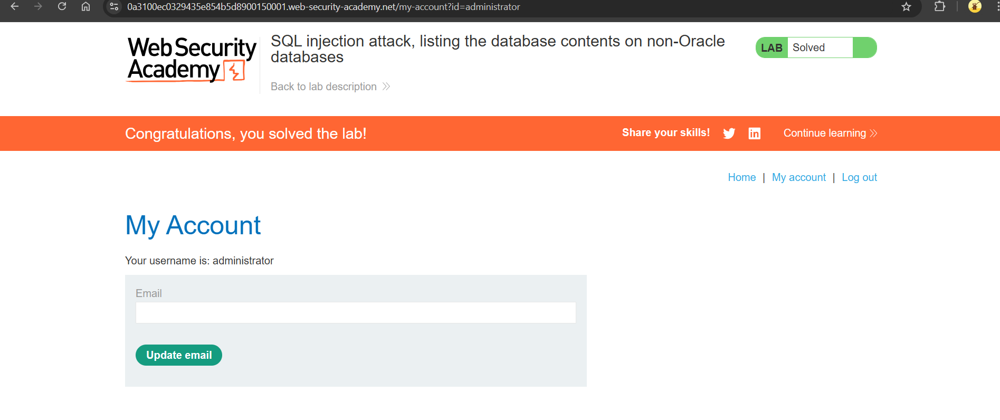 0a3100ec0329435e854b5d8900150001.web-security-academy.net/my-account?id=administrator
Web Security
Academy
SQL injection attack, listing the database contents on non-Oracle
databases
Back to lab description
LAB Solved
Congratulations, you solved the lab!
Share your skills!
Continue learning
Home | My account | Log out
My Account
Your username is: administrator
Email
Update email